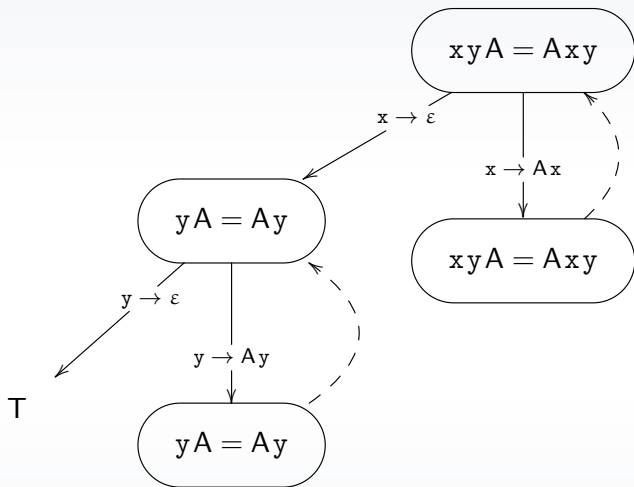 xyA = Axy
x → ε
x → Ax
yA = Ay
xyA = Axy
y → ε
y → Ay
T
yA = Ay